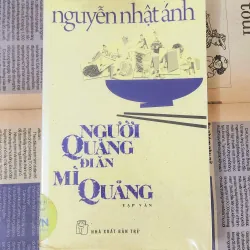 nguyễn nhật ánh
NGƯỜI
QUẢNG
ĐI ĂN
MÌ
QUẢNG
TẠP VĂN
NHÀ XUẤT BẢN TRẺ